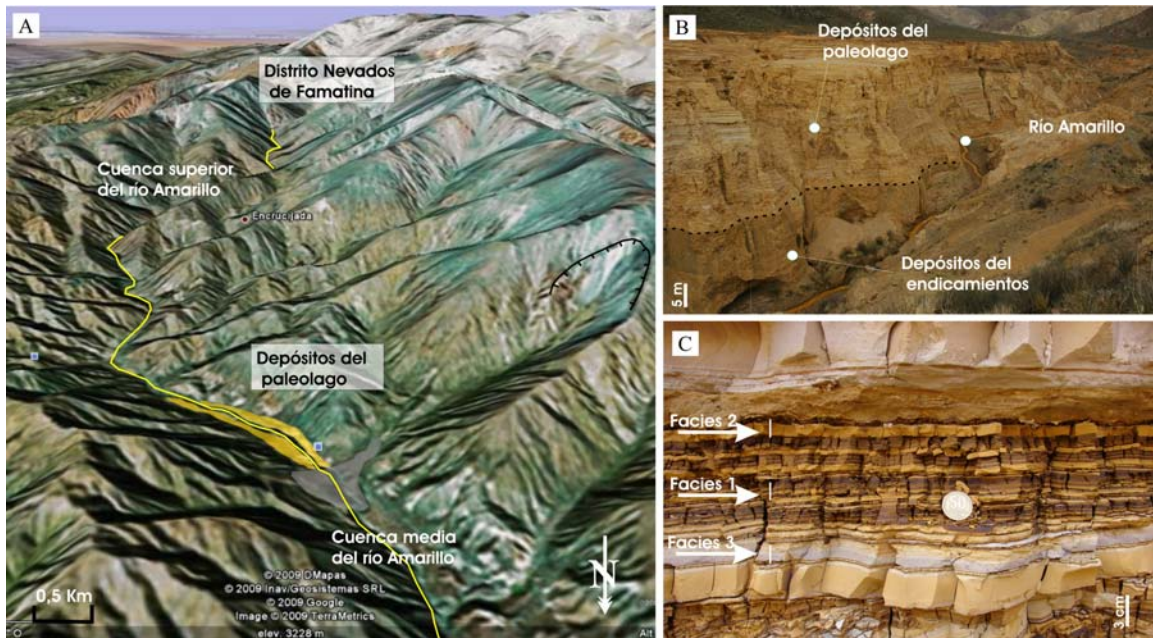 A
Distrito Nevados
de Famatina
Cuenca superior
del río Amarillo
Encrucijada
Depósitos del
paleolago
Cuenca media
del río Amarillo
N
© 2009 DMapas
© 2009 Inav/Geosistemas SRL
© 2009 Google
Image © 2009 TerraMetrics
0,5 Km
elev. 3228 m
Alt
B
Depósitos del
paleolago
Río Amarillo
Depósitos del
endicamientos
5 m
C
Facies 2
Facies 1
50
Facies 3
3 cm